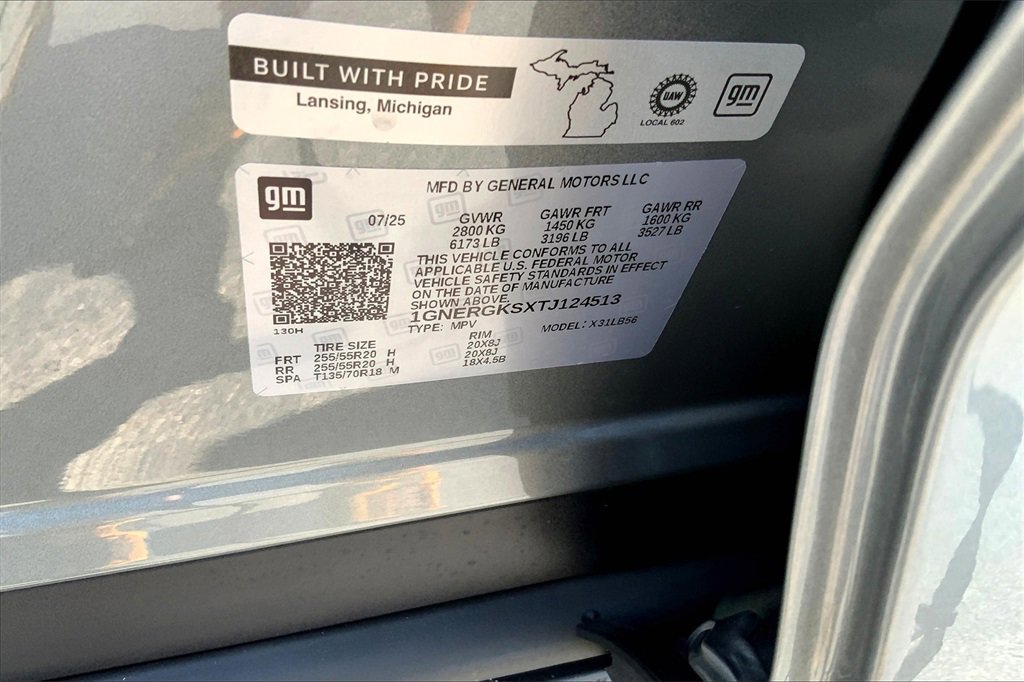 BUILT WITH PRIDE
Lansing, Michigan
UAW
LOCAL 602
gm
gm
MFD BY GENERAL MOTORS LLC
07/25
GVWR GAWR FRT GAWR RR
2800 KG 1450 KG 1600 KG
6173 LB 3196 LB 3527 LB
THIS VEHICLE CONFORMS TO ALL
APPLICABLE U.S. FEDERAL MOTOR
VEHICLE SAFETY STANDARDS IN EFFECT
ON THE DATE OF MANUFACTURE
SHOWN ABOVE.
1GNERGKSXTJ124513
130H
TYPE: MPV MODEL: X31LB56
TIRE SIZE RIM
FRT 255/55R20 H 20X8J
RR 255/55R20 H 20X8J
SPA T135/70R18 M 18X4.5B